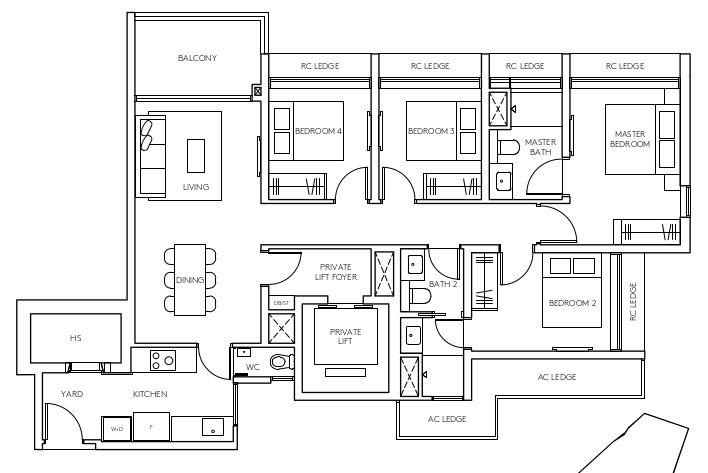 BALCONY
RC LEDGE
RC LEDGE
RC LEDGE
RC LEDGE
BEDROOM 4
BEDROOM 3
MASTER
BATH
MASTER
BEDROOM
LIVING
DINING
PRIVATE
LIFT FOYER
BATH 2
BEDROOM 2
RC LEDGE
DB/ST
HS
PRIVATE
LIFT
WC
YARD
KITCHEN
AC LEDGE
AC LEDGE
W+D
F